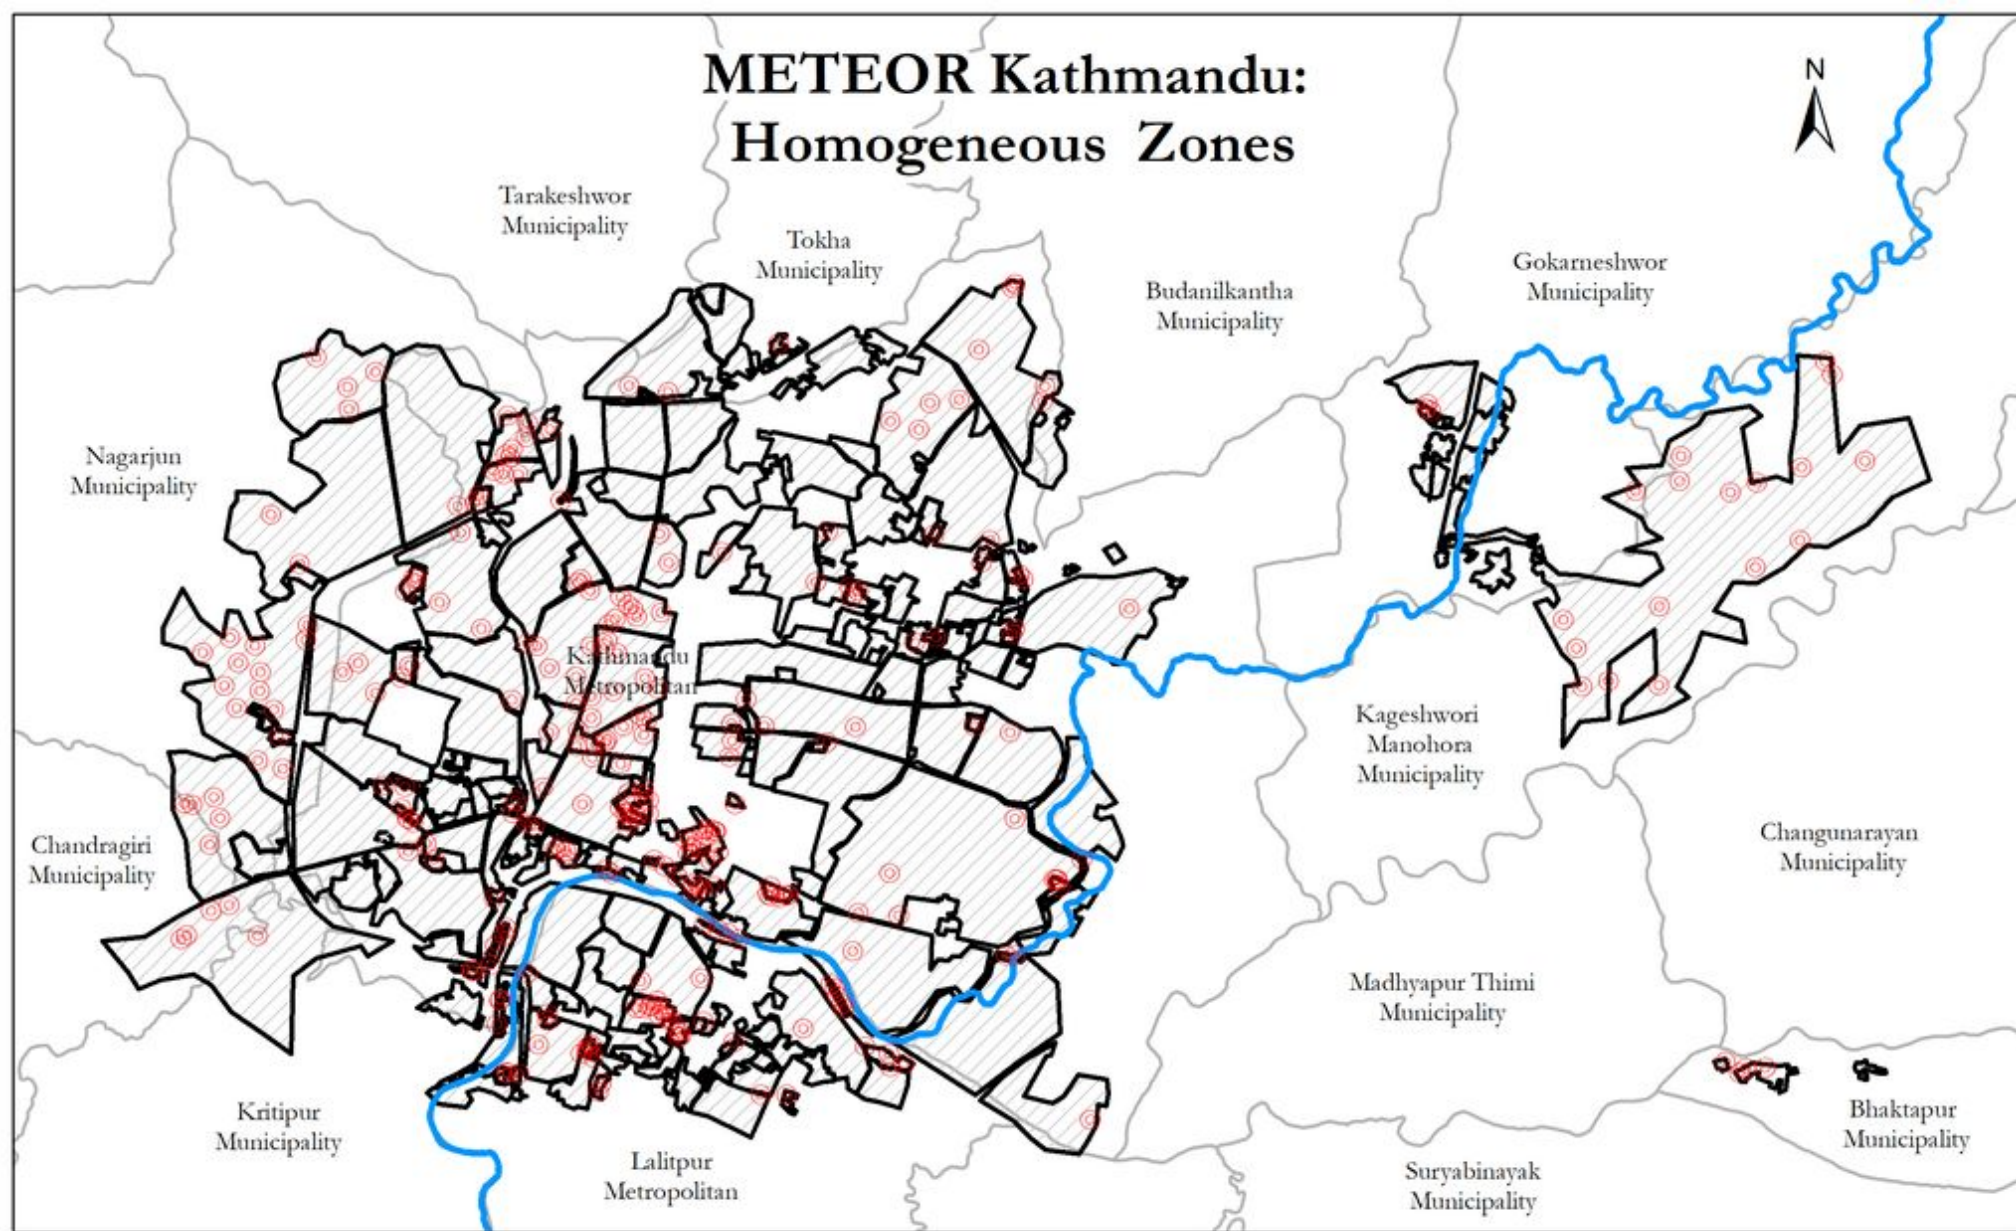 METEOR Kathmandu:
Homogeneous Zones
N
Tarakeshwor
Municipality
Tokha
Municipality
Gokarneshwor
Municipality
Budanilkantha
Municipality
Nagarjun
Municipality
Kathmandu
Metropolitan
Kageshwori
Manohora
Municipality
Chandragiri
Municipality
Changunarayan
Municipality
Madhyapur Thimi
Municipality
Kritipur
Municipality
Bhaktapur
Municipality
Lalitpur
Metropolitan
Suryabinayak
Municipality